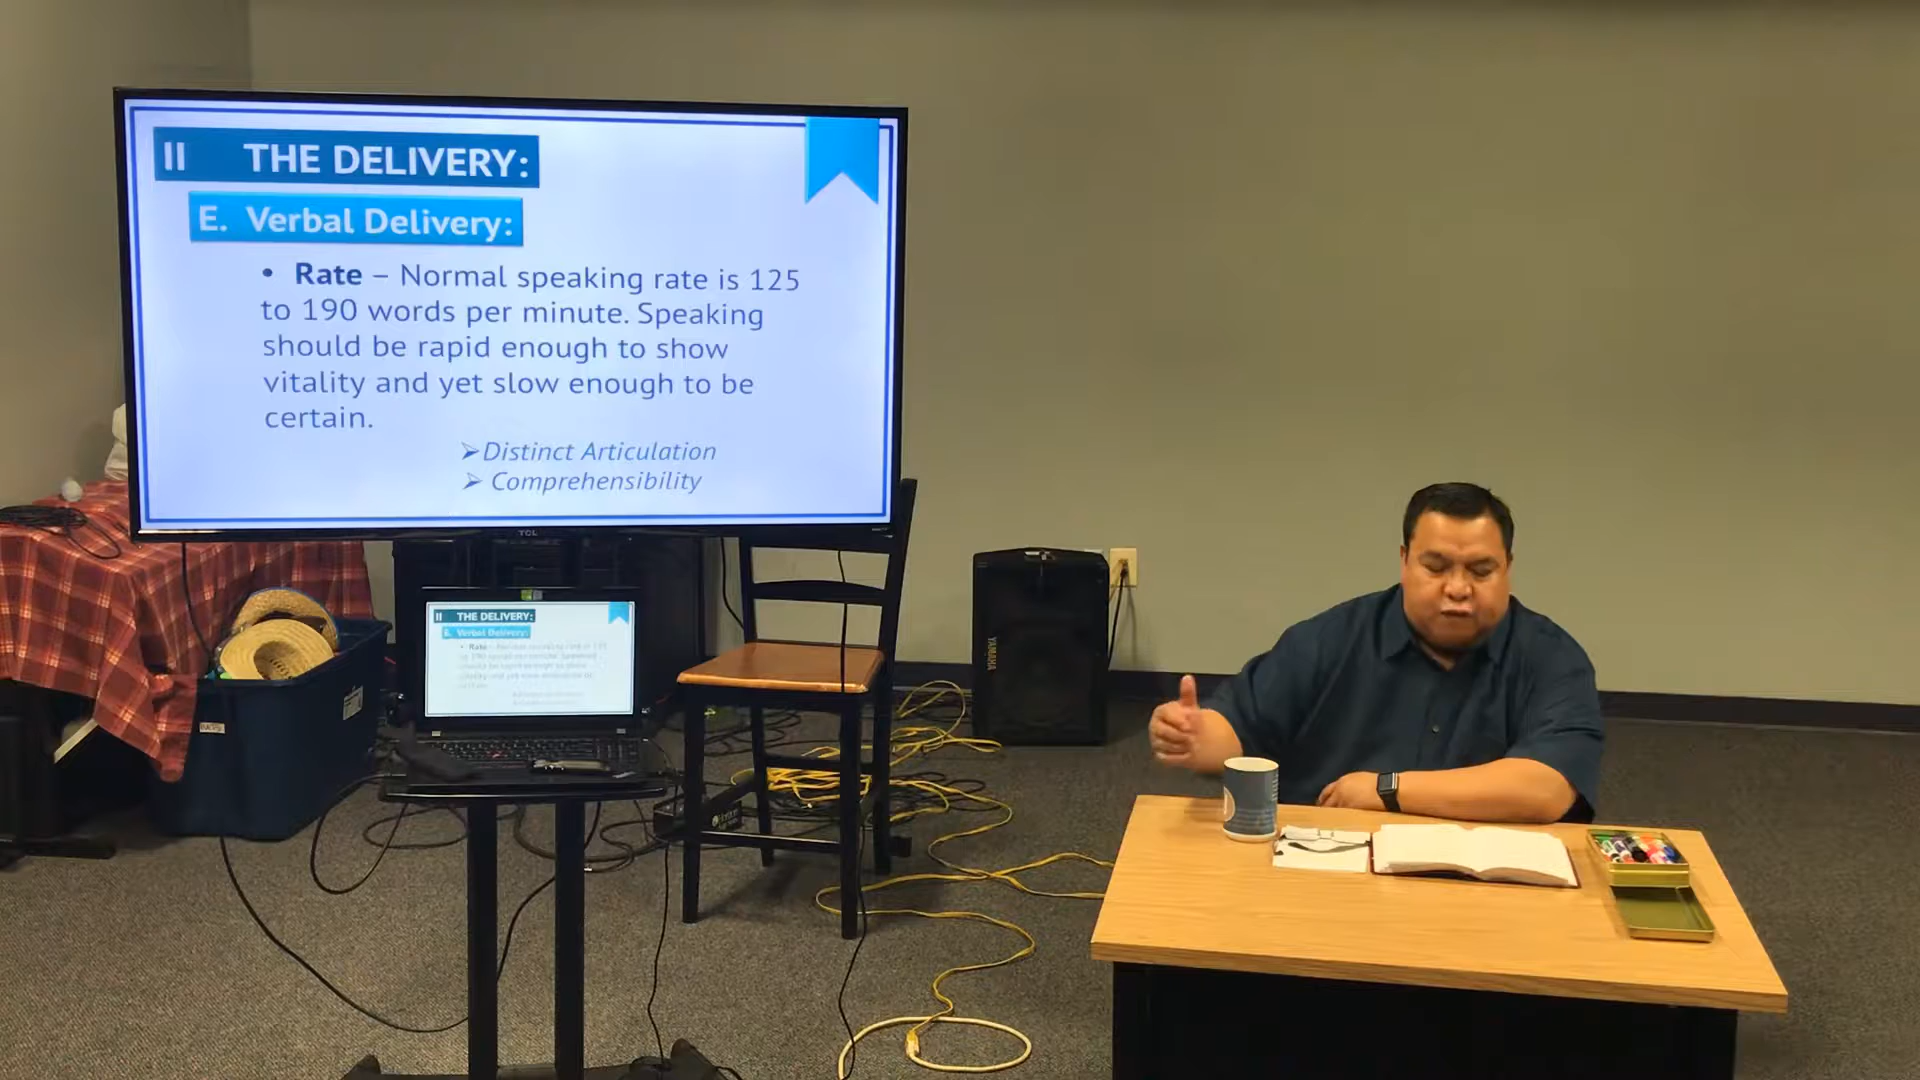 II THE DELIVERY:
E. Verbal Delivery:
• Rate – Normal speaking rate is 125
to 190 words per minute. Speaking
should be rapid enough to show
vitality and yet slow enough to be
certain.
➢Distinct Articulation
➢ Comprehensibility
TCL
II THE DELIVERY:
E. Verbal Delivery:
YAMAHA